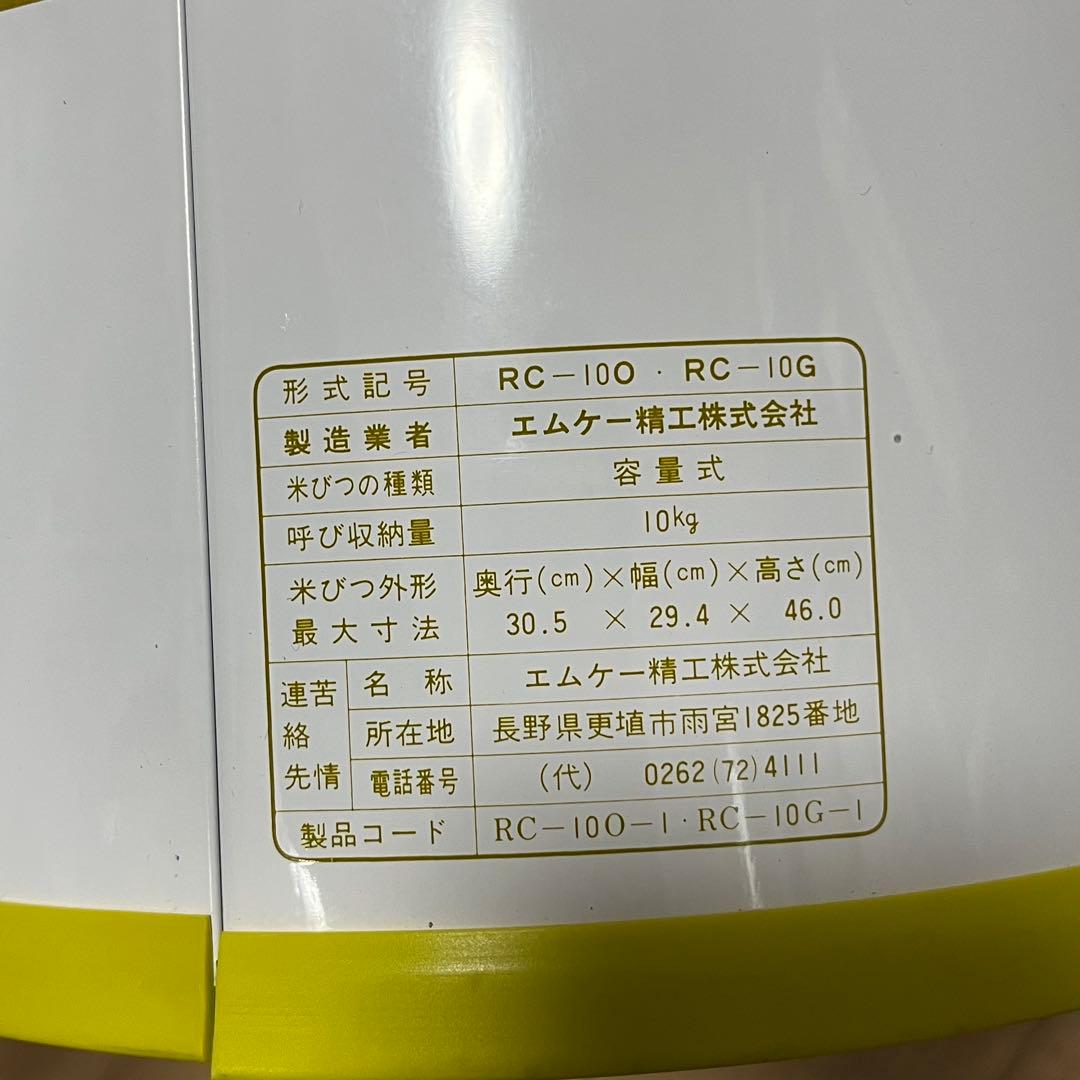 形式記号 RC-10O・RC-10G
製造業者 エムケー精工株式会社
米びつの種類 容量式
呼び収納量 10kg
米びつ外形 奥行(cm)×幅(cm)×高さ(cm)
最大寸法 30.5 × 29.4 × 46.0
連苦 名称 エムケー精工株式会社
絡 所在地 長野県更埴市雨宮1825番地
先情 電話番号 (代) 0262(72)4111
製品コード RC-10O-1・RC-10G-1